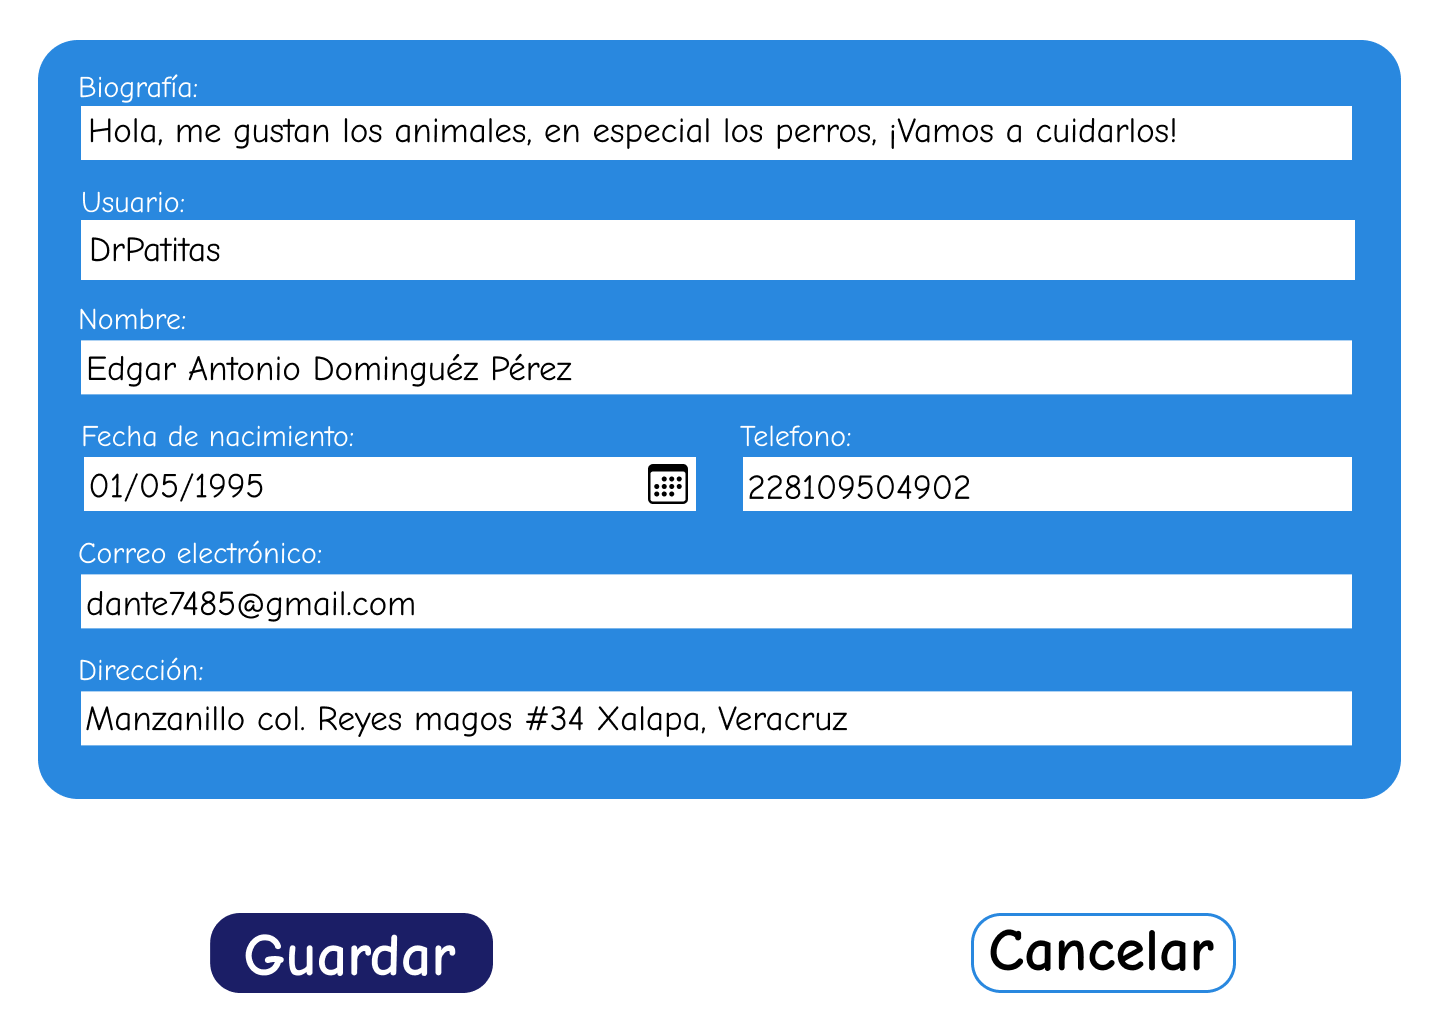 Biografía:
Hola, me gustan los animales, en especial los perros, ¡Vamos a cuidarlos!
Usuario:
DrPatitas
Nombre:
Edgar Antonio Dominguéz Pérez
Fecha de nacimiento:
01/05/1995
Telefono:
228109504902
Correo electrónico:
dante7485@gmail.com
Dirección:
Manzanillo col. Reyes magos #34 Xalapa, Veracruz
Guardar
Cancelar